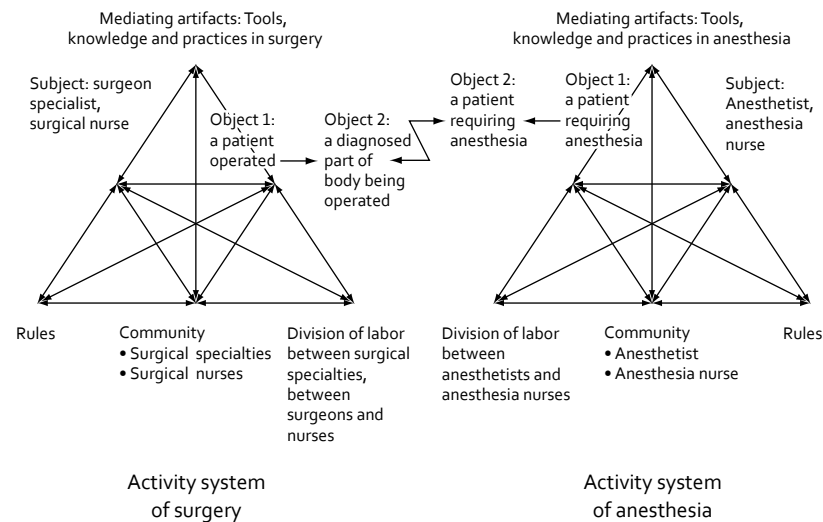 Mediating artifacts: Tools,
knowledge and practices in surgery
Subject: surgeon
specialist,
surgical nurse
Object 1:
a patient
operated
Object 2:
a diagnosed
part of
body being
operated
Rules
Community
• Surgical specialties
• Surgical nurses
Division of labor
between surgical
specialties,
between
surgeons and
nurses
Activity system
of surgery
Mediating artifacts: Tools,
knowledge and practices in anesthesia
Object 2:
a patient
requiring
anesthesia
Object 1:
a patient
requiring
anesthesia
Subject:
Anesthetist,
anesthesia
nurse
Division of labor
between
anesthetists and
anesthesia nurses
Community
• Anesthetist
• Anesthesia nurse
Rules
Activity system
of anesthesia